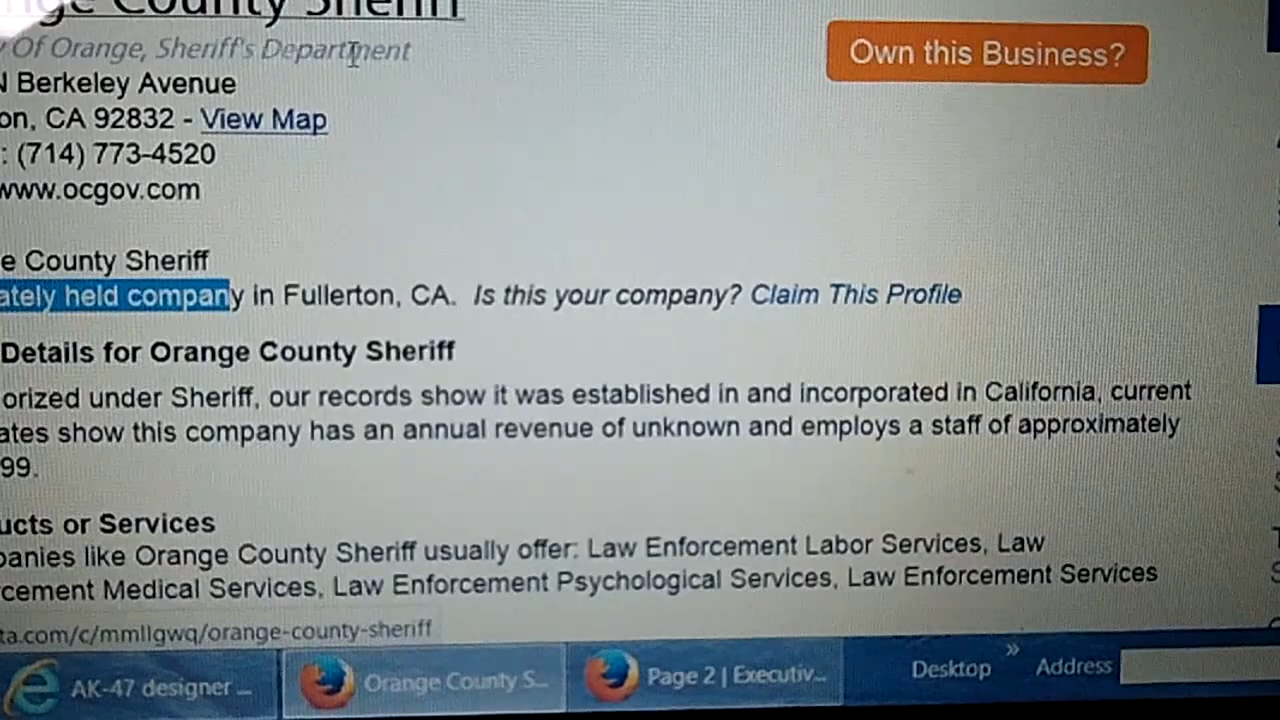 nge County Sheriff
Of Orange, Sheriff's Department
Own this Business?
N Berkeley Avenue
on, CA 92832 - View Map
: (714) 773-4520
www.ocgov.com
e County Sheriff
ately held company in Fullerton, CA. Is this your company? Claim This Profile
Details for Orange County Sheriff
orized under Sheriff, our records show it was established in and incorporated in California, current
ates show this company has an annual revenue of unknown and employs a staff of approximately
99.
ucts or Services
panies like Orange County Sheriff usually offer: Law Enforcement Labor Services, Law
cement Medical Services, Law Enforcement Psychological Services, Law Enforcement Services
ta.com/c/mmllgwq/orange-county-sheriff
AK-47 designer ...
Orange County S...
Page 2 | Executiv...
Desktop
»
Address